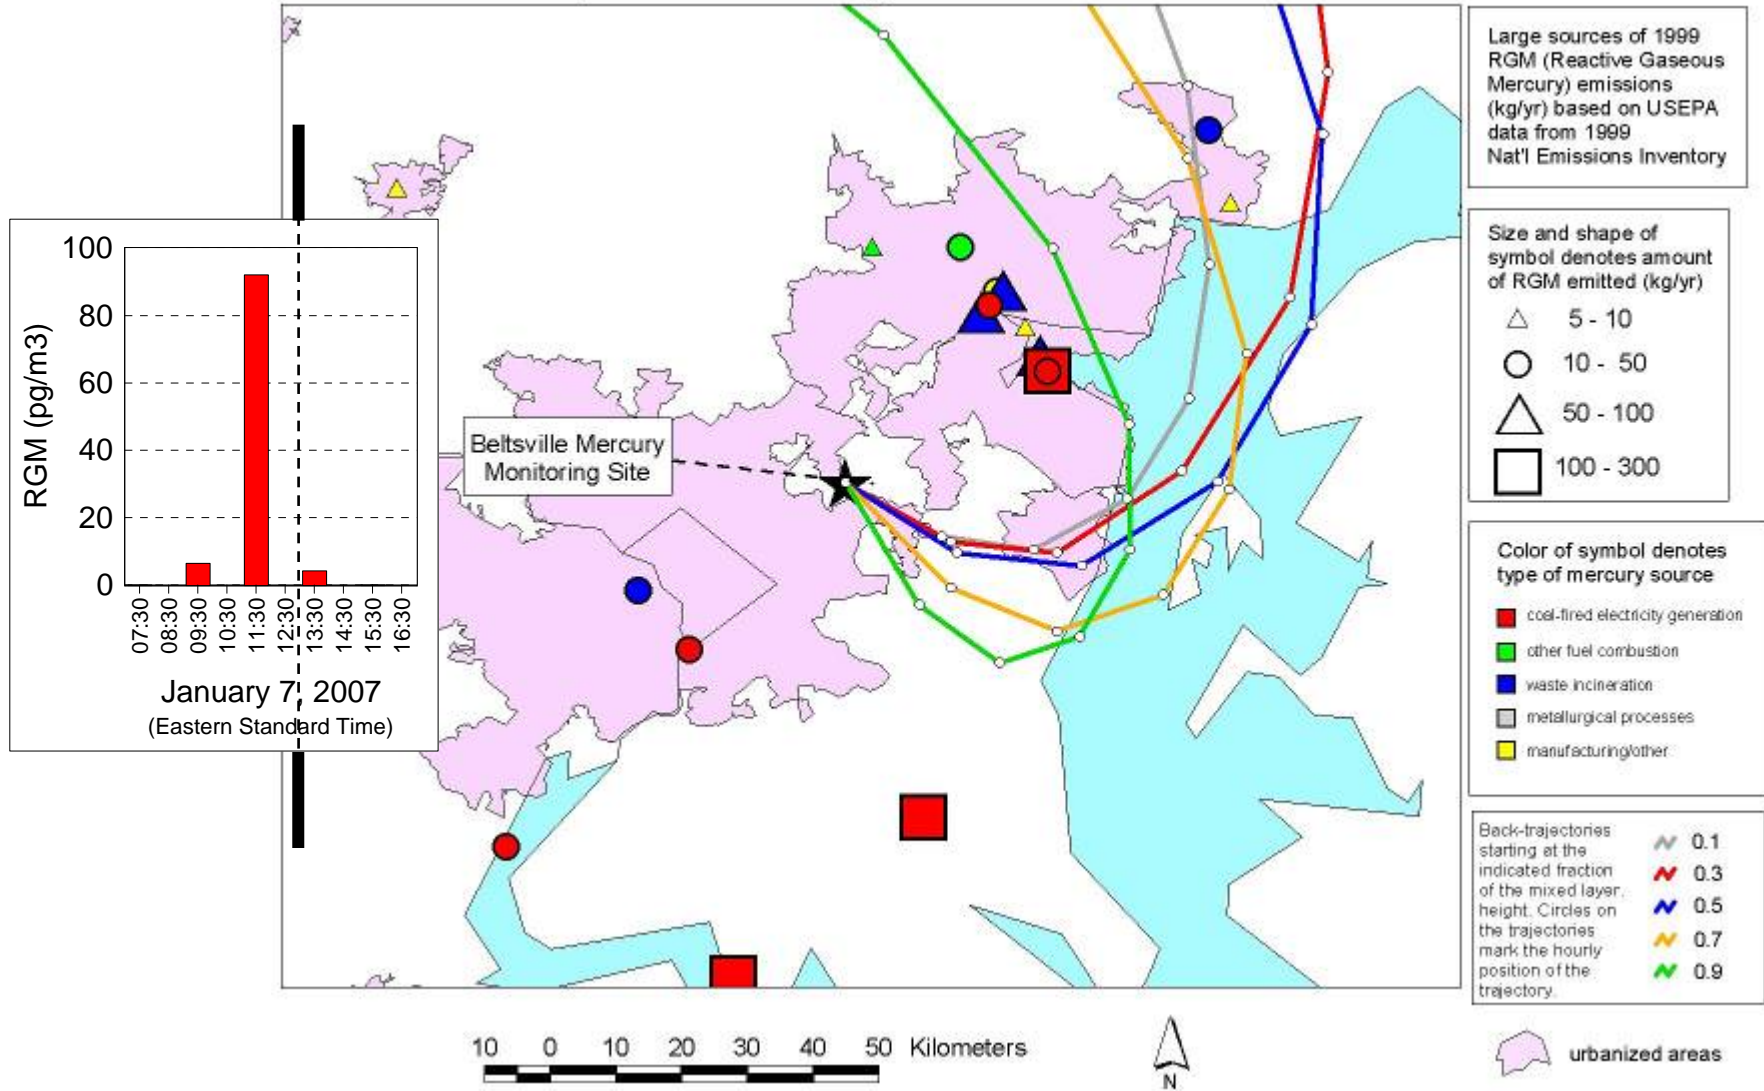 Large sources of 1999
RGM (Reactive Gaseous
Mercury) emissions
(kg/yr) based on USEPA
data from 1999
Nat'l Emissions Inventory
Size and shape of
symbol denotes amount
of RGM emitted (kg/yr)
5 - 10
10 - 50
50 - 100
100 - 300
Color of symbol denotes
type of mercury source
coal-fired electricity generation
other fuel combustion
waste incineration
metallurgical processes
manufacturing/other
Back-trajectories
starting at the
indicated fraction
of the mixed layer.
height. Circles on
the trajectories
mark the hourly
position of the
trajectory.
0.1
0.3
0.5
0.7
0.9
urbanized areas
Beltsville Mercury
Monitoring Site
RGM (pg/m3)
100
80
60
40
20
0
07:30
08:30
09:30
10:30
11:30
12:30
13:30
14:30
15:30
16:30
January 7, 2007
(Eastern Standard Time)
10 0 10 20 30 40 50 Kilometers
N